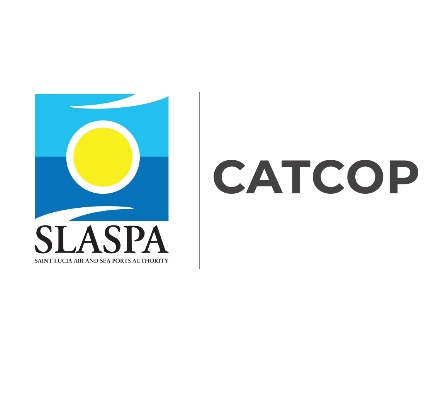 SLASPA
SAINT LUCIA AIR AND SEA PORTS AUTHORITY
CATCOP